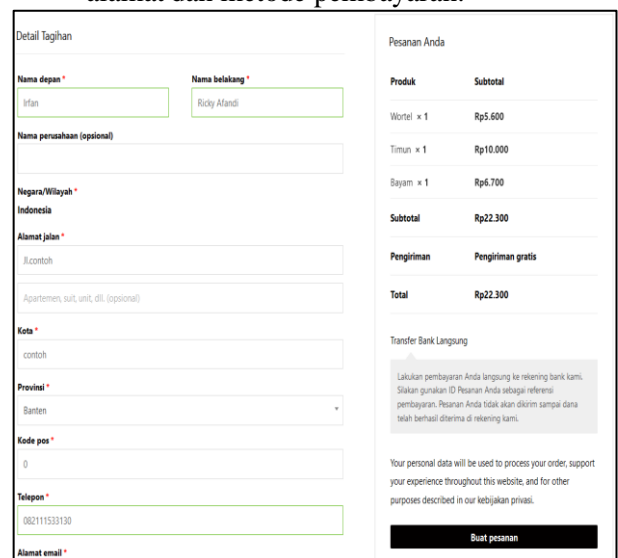 alamat dan metode pembayaran.
Detail Tagihan
Nama depan *
Nama belakang *
Irfan
Ricky Afandi
Nama perusahaan (opsional)
Negara/Wilayah *
Indonesia
Alamat jalan *
Jl.contoh
Apartemen, suit, unit, dll. (opsional)
Kota *
contoh
Provinsi *
Banten
Kode pos *
0
Telepon *
082111533130
Alamat email *
Pesanan Anda
Produk Subtotal
Wortel × 1 Rp5.600
Timun × 1 Rp10.000
Bayam × 1 Rp6.700
Subtotal Rp22.300
Pengiriman Pengiriman gratis
Total Rp22.300
Transfer Bank Langsung
Lakukan pembayaran Anda langsung ke rekening bank kami.
Silakan gunakan ID Pesanan Anda sebagai referensi
pembayaran. Pesanan Anda tidak akan dikirim sampai dana
telah berhasil diterima di rekening kami.
Your personal data will be used to process your order, support
your experience throughout this website, and for other
purposes described in our kebijakan privasi.
Buat pesanan